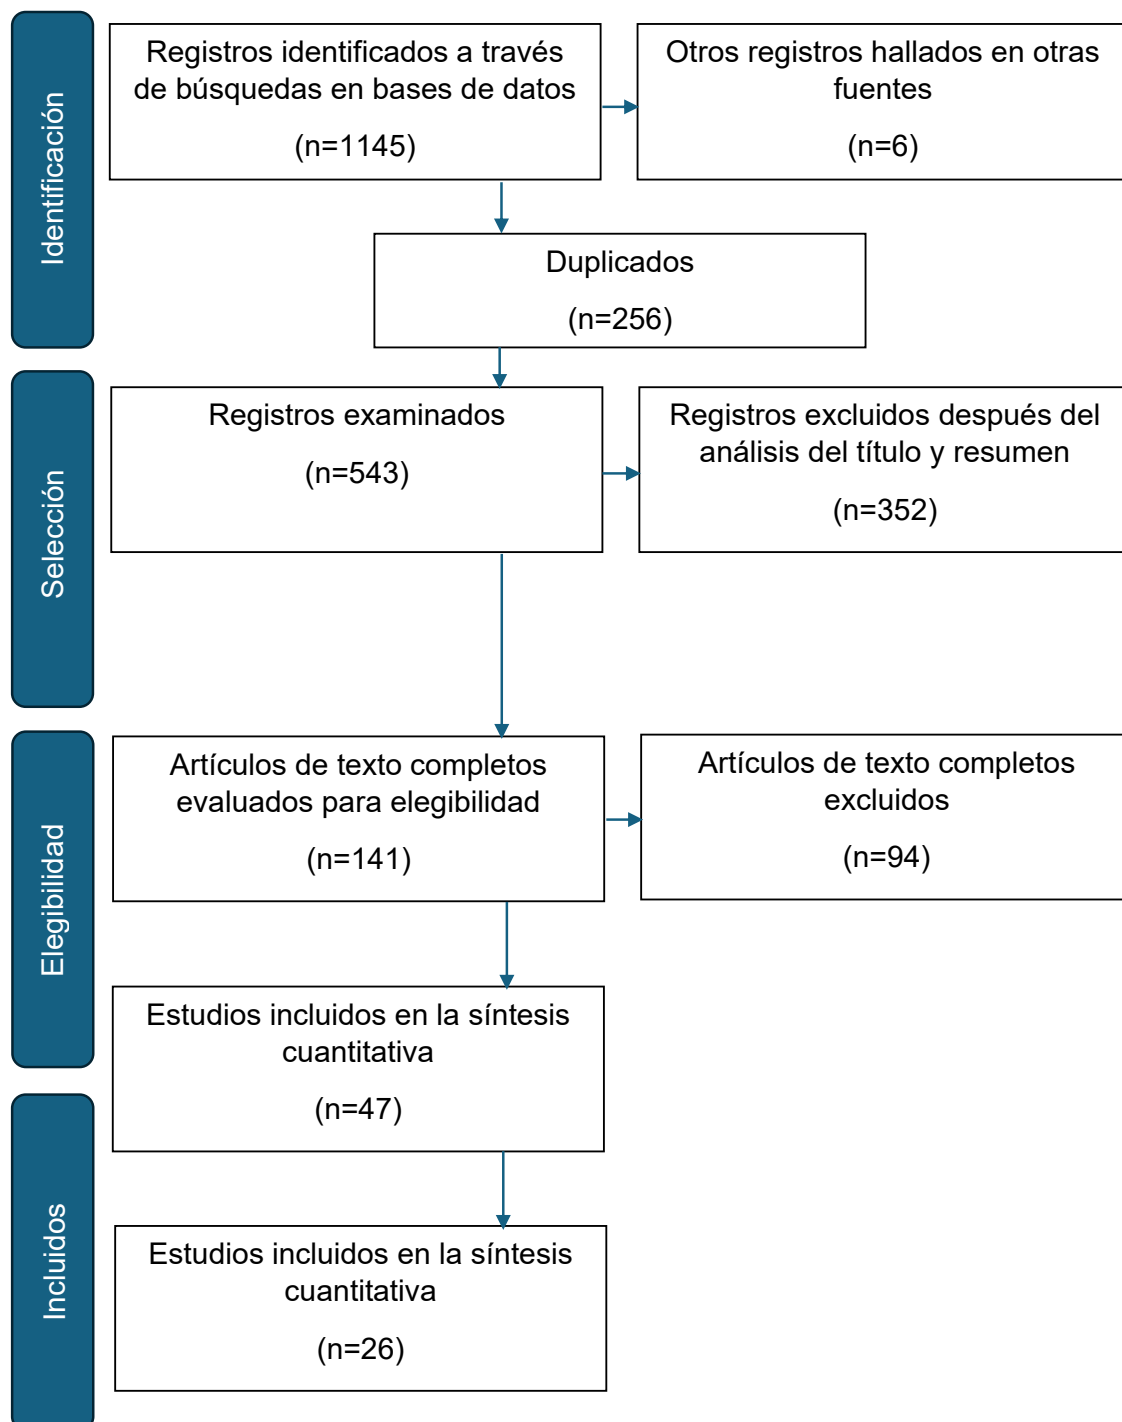 Identificación
Registros identificados a través
de búsquedas en bases de datos
(n=1145)
Otros registros hallados en otras
fuentes
(n=6)
Duplicados
(n=256)
Selección
Registros examinados
(n=543)
Registros excluidos después del
análisis del título y resumen
(n=352)
Elegibilidad
Artículos de texto completos
evaluados para elegibilidad
(n=141)
Artículos de texto completos
excluidos
(n=94)
Estudios incluidos en la síntesis
cuantitativa
(n=47)
Incluidos
Estudios incluidos en la síntesis
cuantitativa
(n=26)